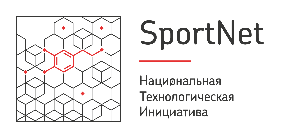 SportNet
Национальная
Технологическая
Инициатива